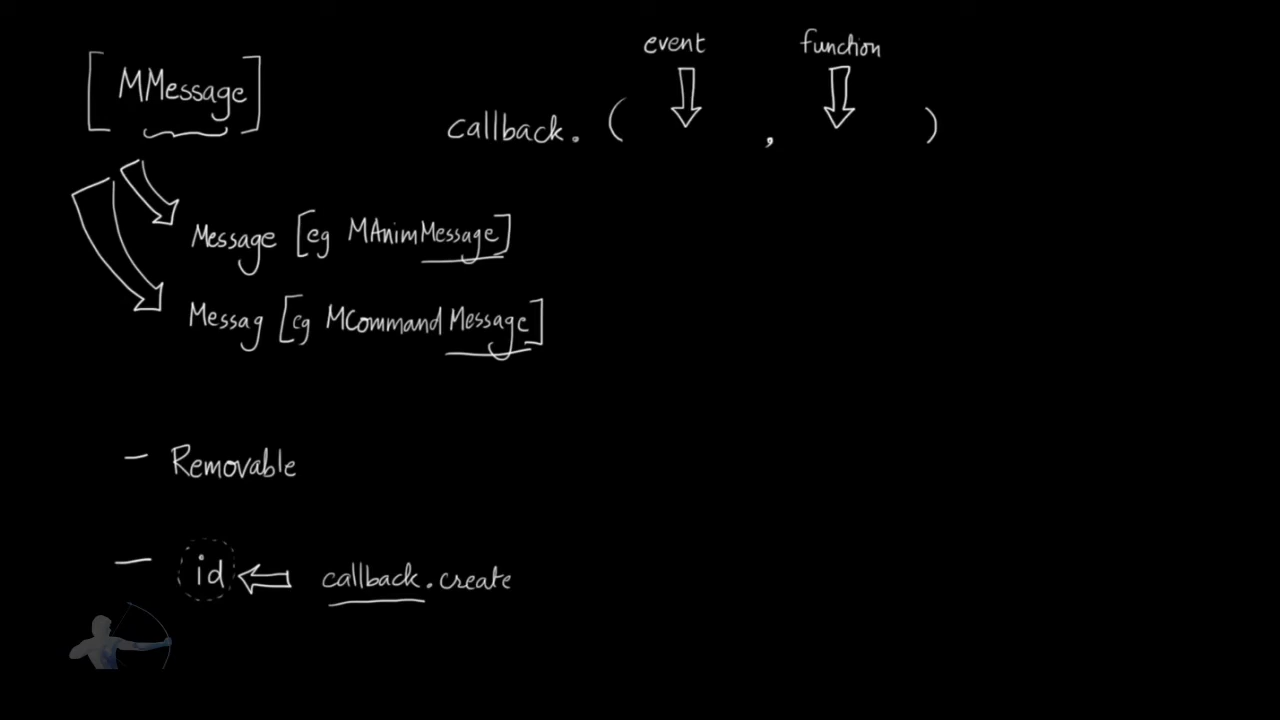 event function
[MMessage]
callback. ( , )
Message [eg MAnimMessage]
Messag [eg MCommandMessage]
– Removable
– id callback.create